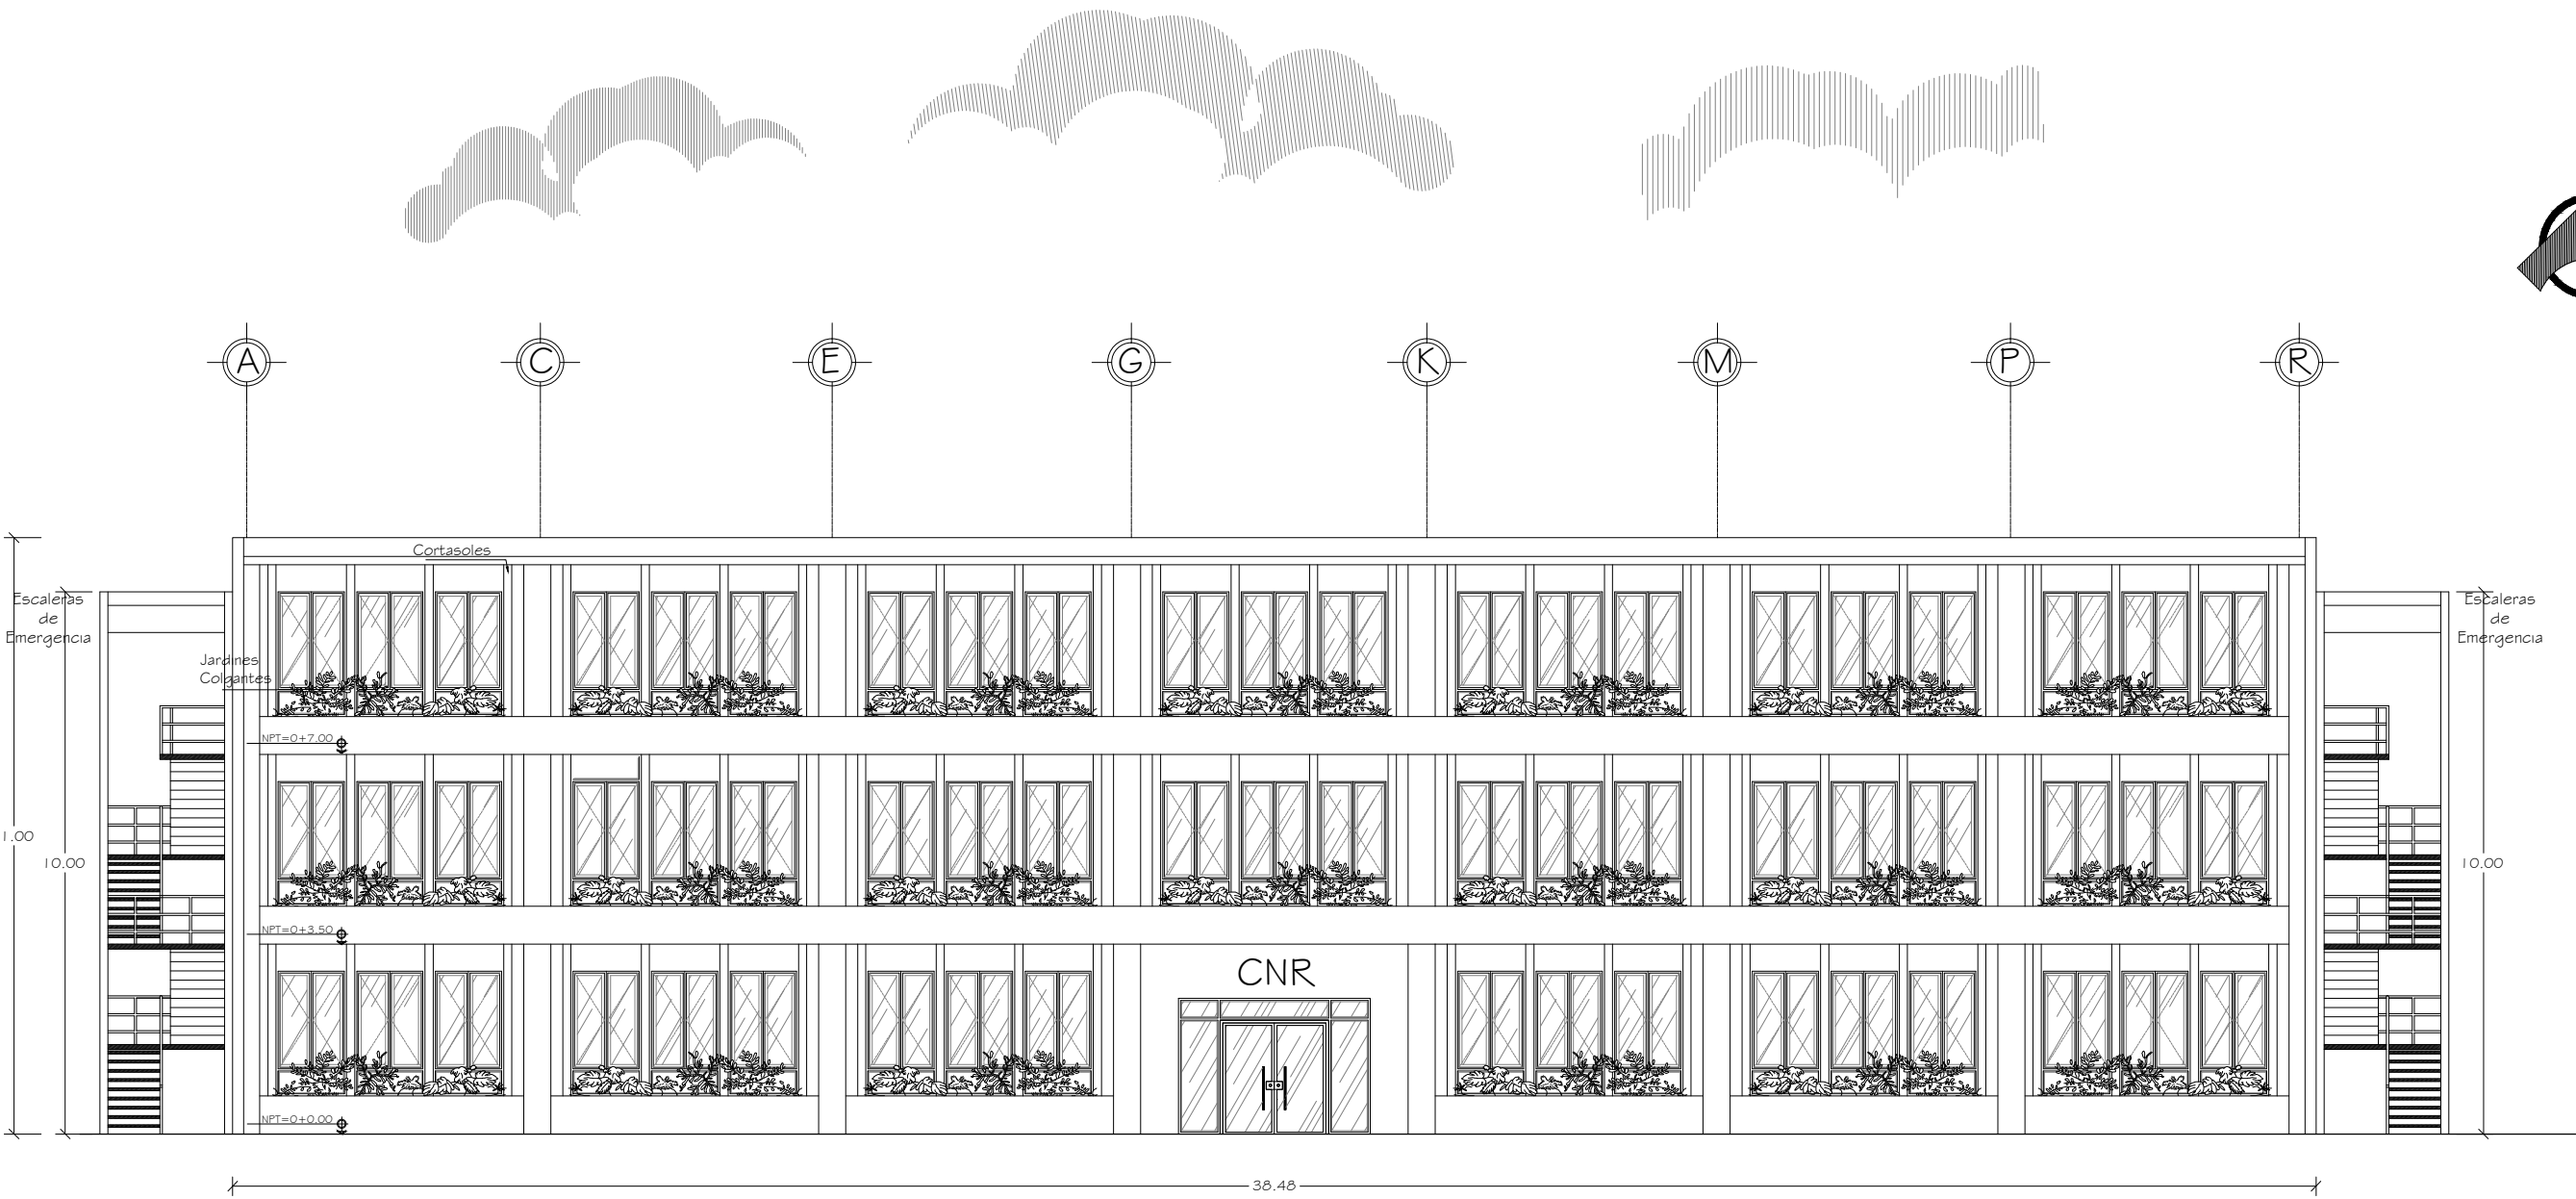 A C E G K M P R
Cortasoles
Escaleras
de
Emergencia
Escaleras
de
Emergencia
Jardines
Colgantes
NPT=0+7.00
1.00
10.00
10.00
NPT=0+3.50
CNR
NPT=0+0.00
38.48